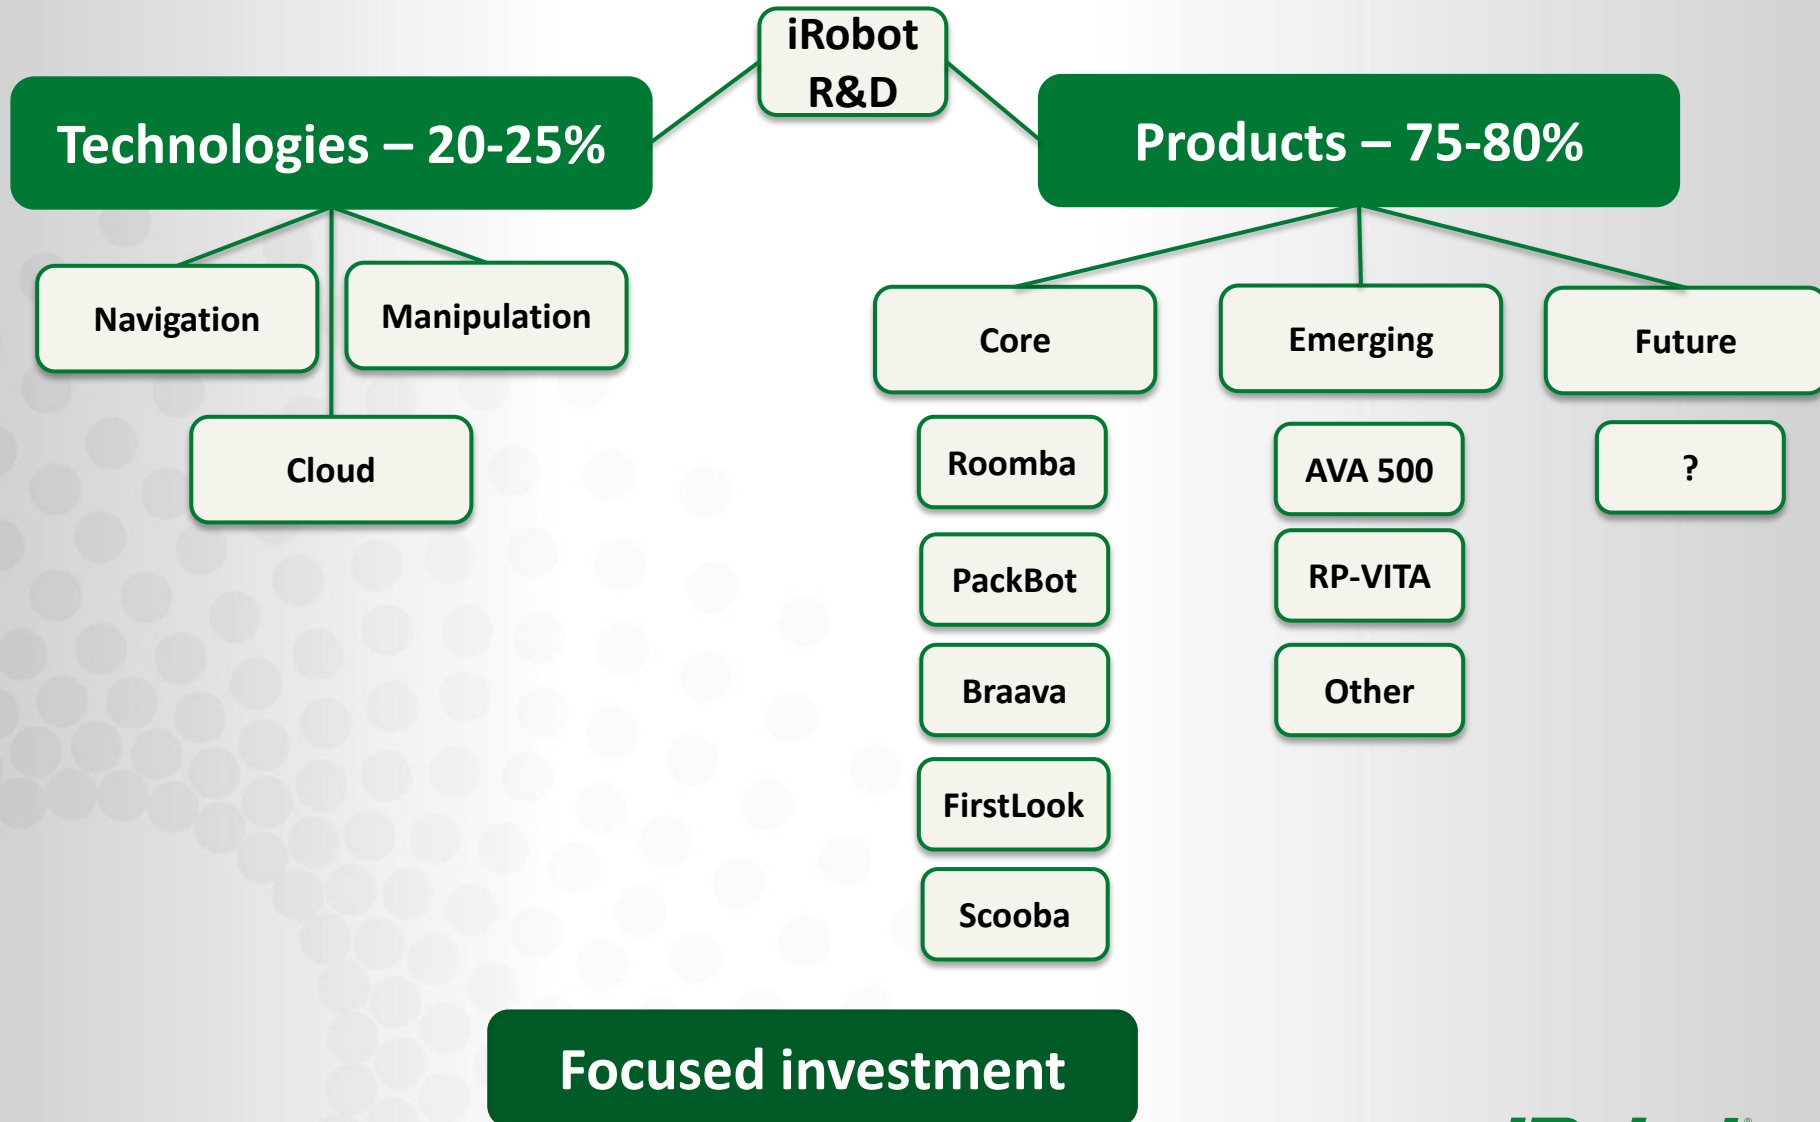 iRobot
R&D
Technologies – 20-25%
Products – 75-80%
Navigation
Manipulation
Cloud
Core
Emerging
Future
Roomba
AVA 500
?
PackBot
RP-VITA
Braava
Other
FirstLook
Scooba
Focused investment